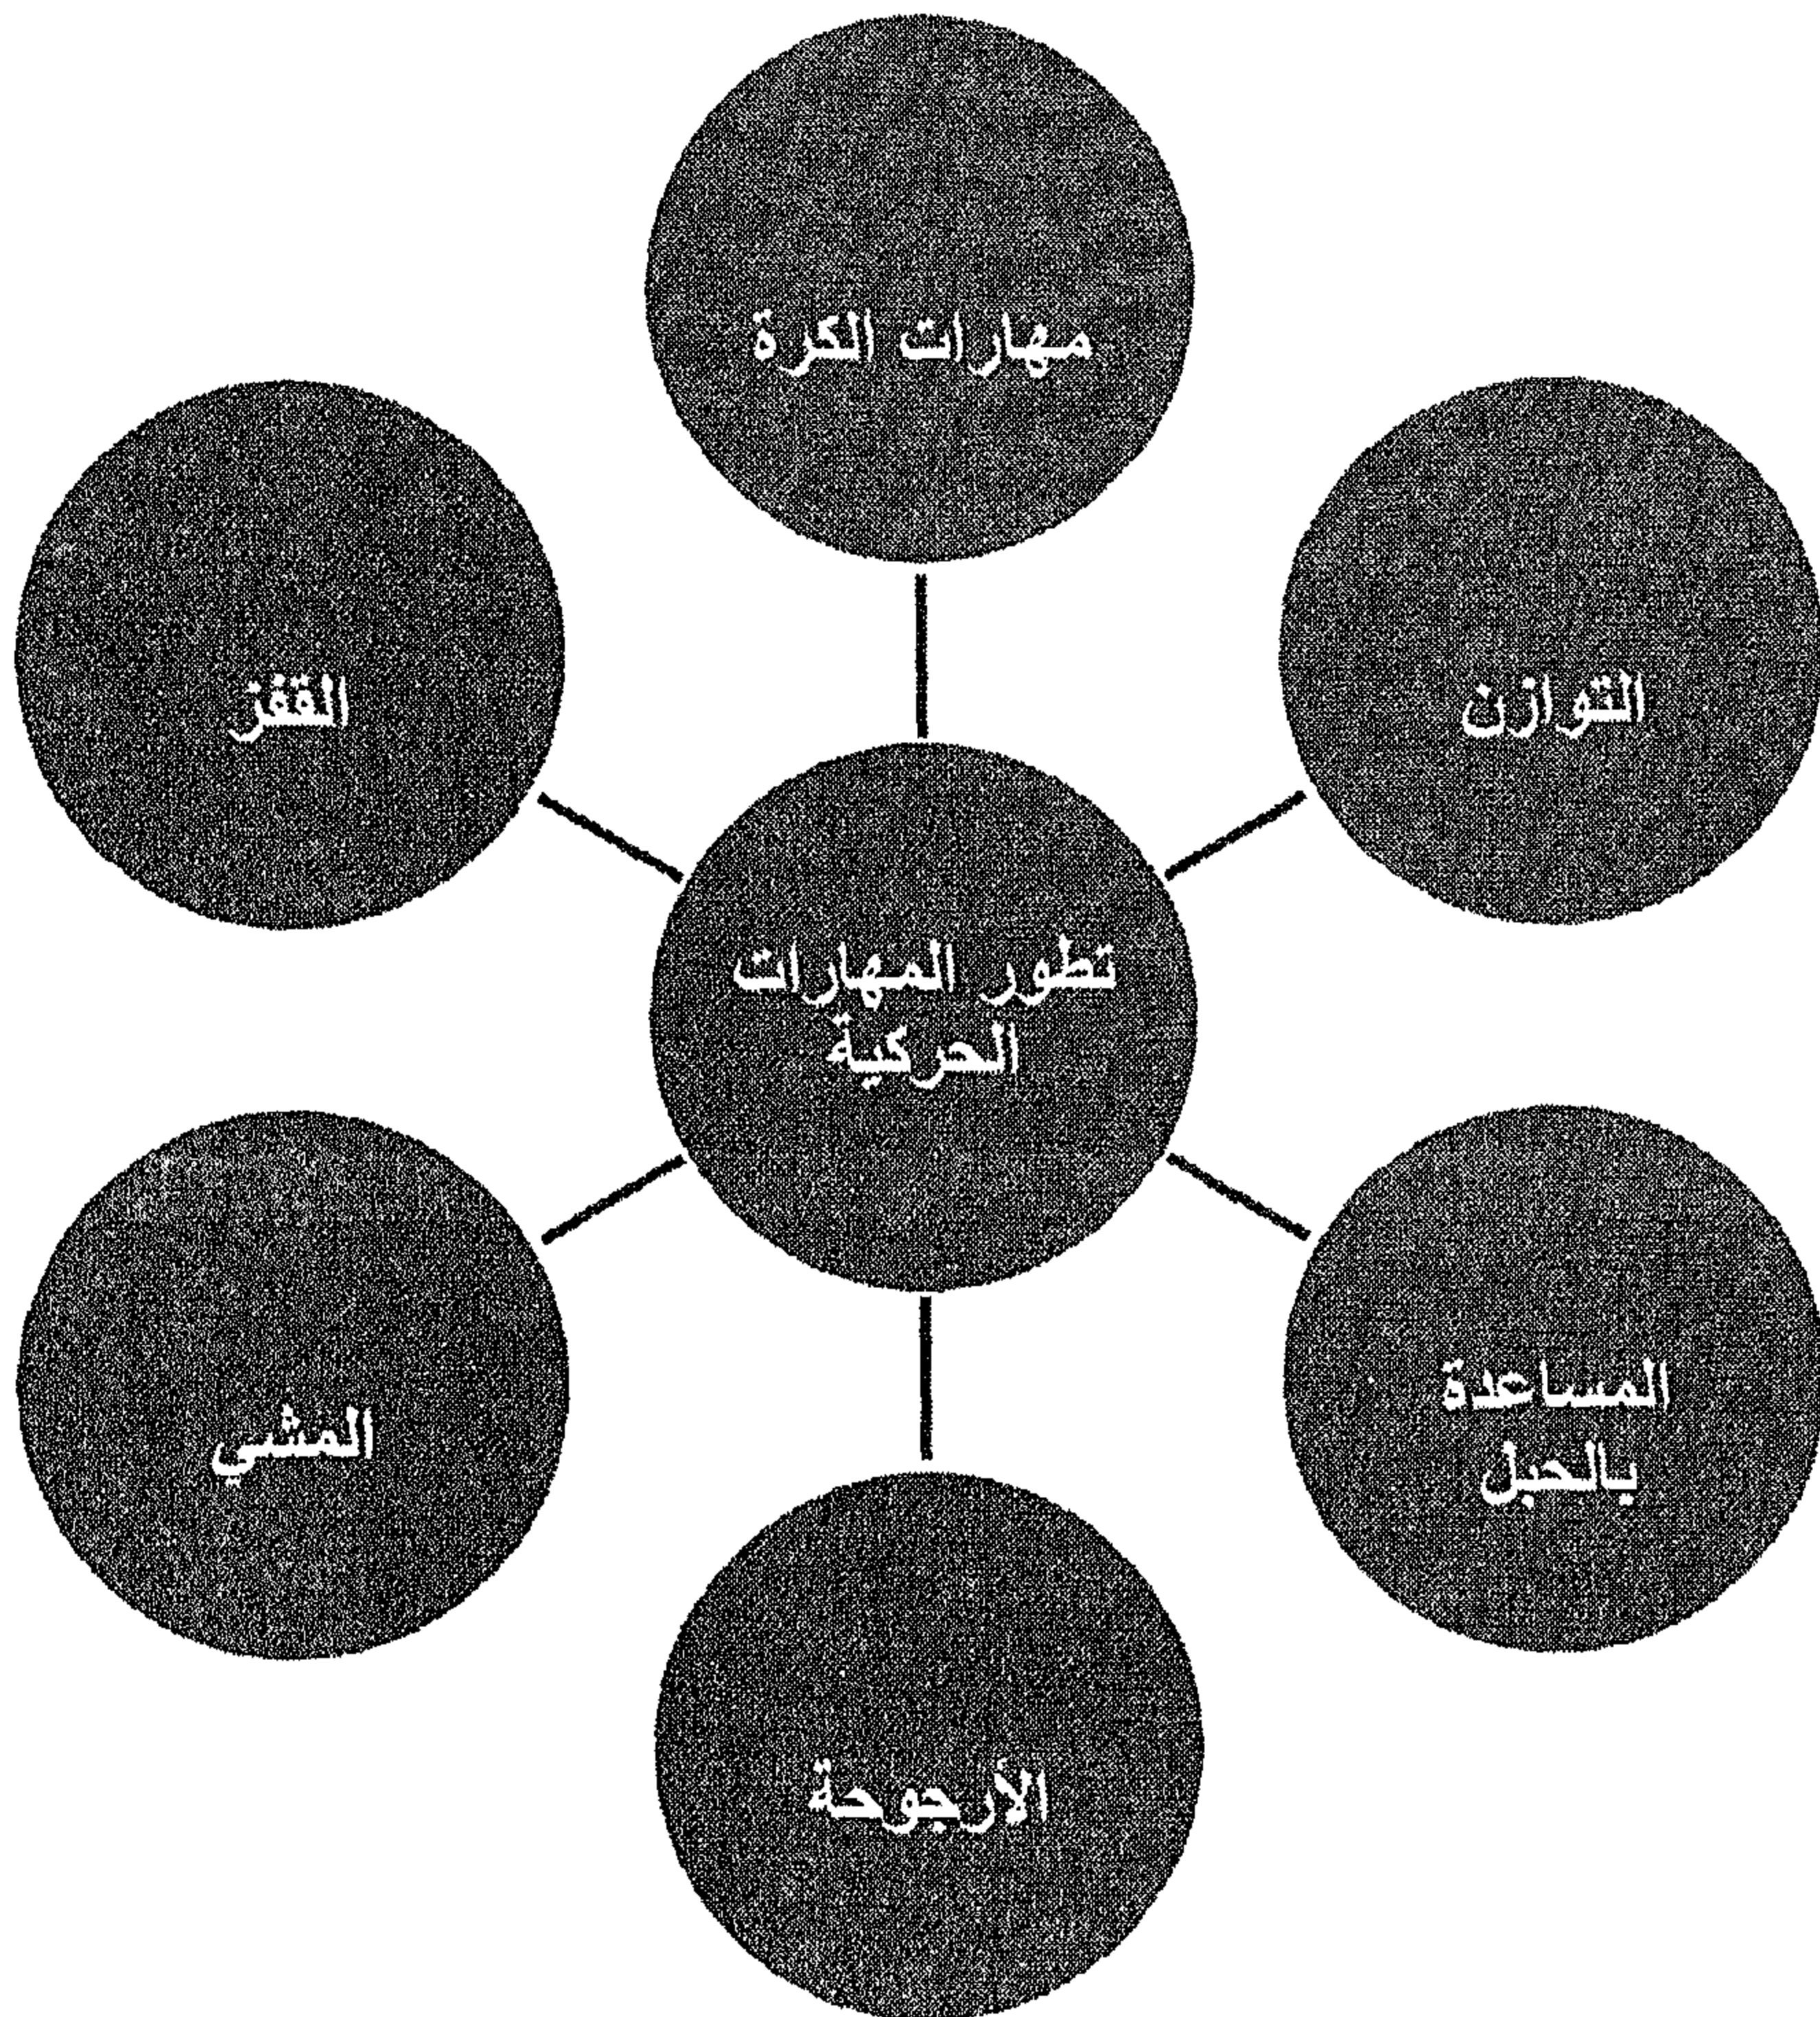 مهارات الكرة
التوازن
القفز
تطور المهارات
الحركية
المساعدة
بالحبل
المشي
الأرجوحة